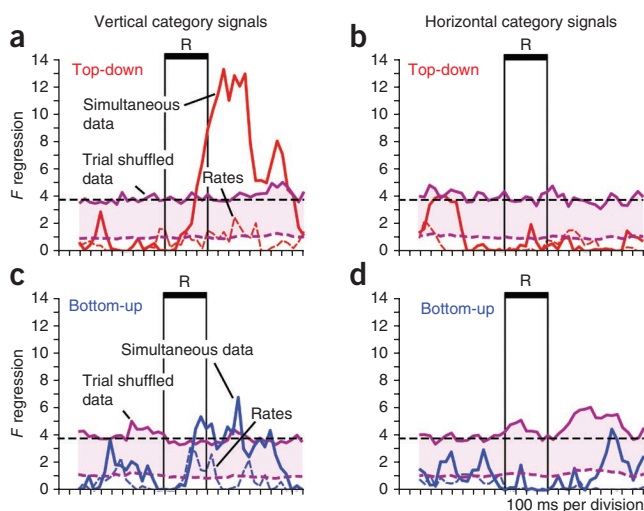 Vertical category signals
Horizontal category signals
a
R
Top-down
Simultaneous
data
Trial shuffled
data
Rates
F regression
14
12
10
8
6
4
2
0
b
R
Top-down
14
12
10
8
6
4
2
0
c
R
Bottom-up
Simultaneous data
Trial shuffled
data
Rates
F regression
14
12
10
8
6
4
2
0
d
R
Bottom-up
14
12
10
8
6
4
2
0
100 ms per division